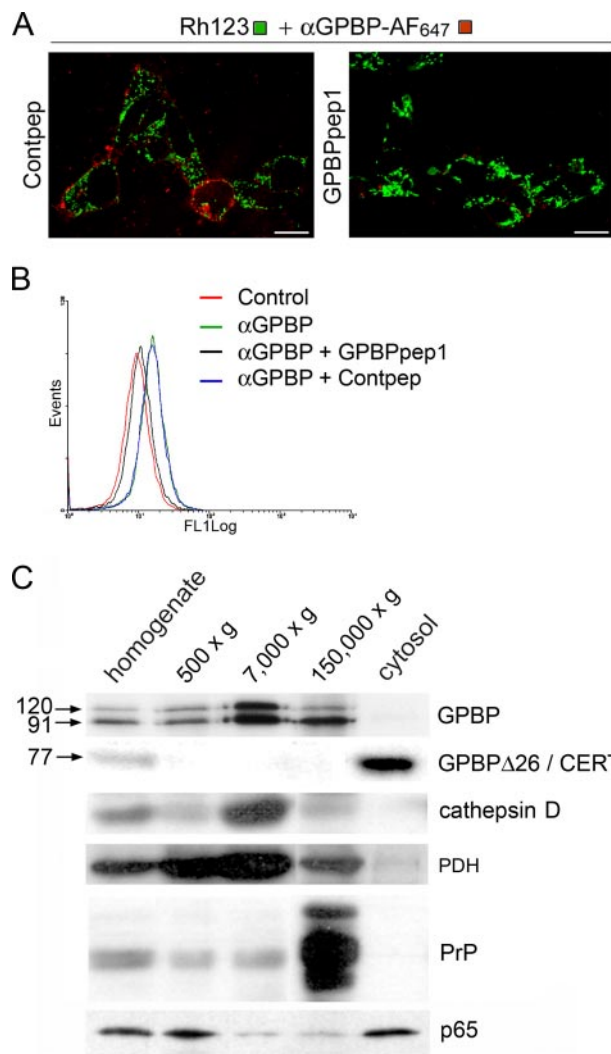 A
Rh123 + αGPBP-AF647
Contpep
GPBPpep1
B
Control
αGPBP
αGPBP + GPBPpep1
αGPBP + Contpep
Events
FL1Log
C
homogenate
500 x g
7,000 x g
150,000 x g
cytosol
120
91
GPBP
77
GPBPΔ26 / CERT
cathepsin D
PDH
PrP
p65